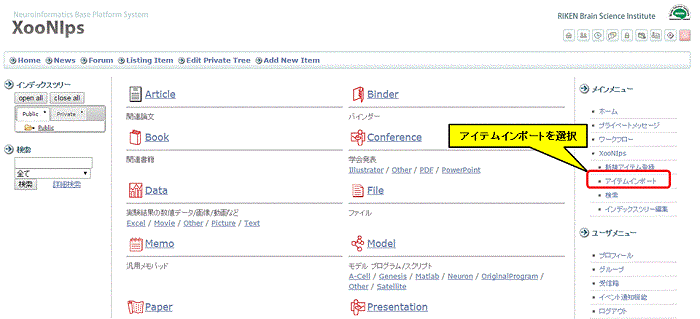 Neuroinformatics Base Platform System
XooNIps
RIKEN Brain Science Institute
Home News Forum Listing Item Edit Private Tree Add New Item
インデックスツリー
open all close all
Public Private
Public
検索
全て
検索 詳細検索
Article
関連論文
Binder
バインダー
Book
関連書籍
Conference
学会発表
Illustrator / Other / PDF / PowerPoint
Data
実験結果の数値データ/画像/動画など
Excel / Movie / Other / Picture / Text
File
ファイル
Memo
汎用メモパッド
Model
モデル プログラム/スクリプト
A-Cell / Genesis / Matlab / Neuron / OriginalProgram /
Other / Satellite
Paper
Presentation
アイテムインポートを選択
メインメニュー
ホーム
プライベートメッセージ
ワークフロー
XooNIps
新規アイテム登録
アイテムインポート
検索
インデックスツリー編集
ユーザメニュー
プロフィール
グループ
受信箱
イベント通知機能
ログアウト